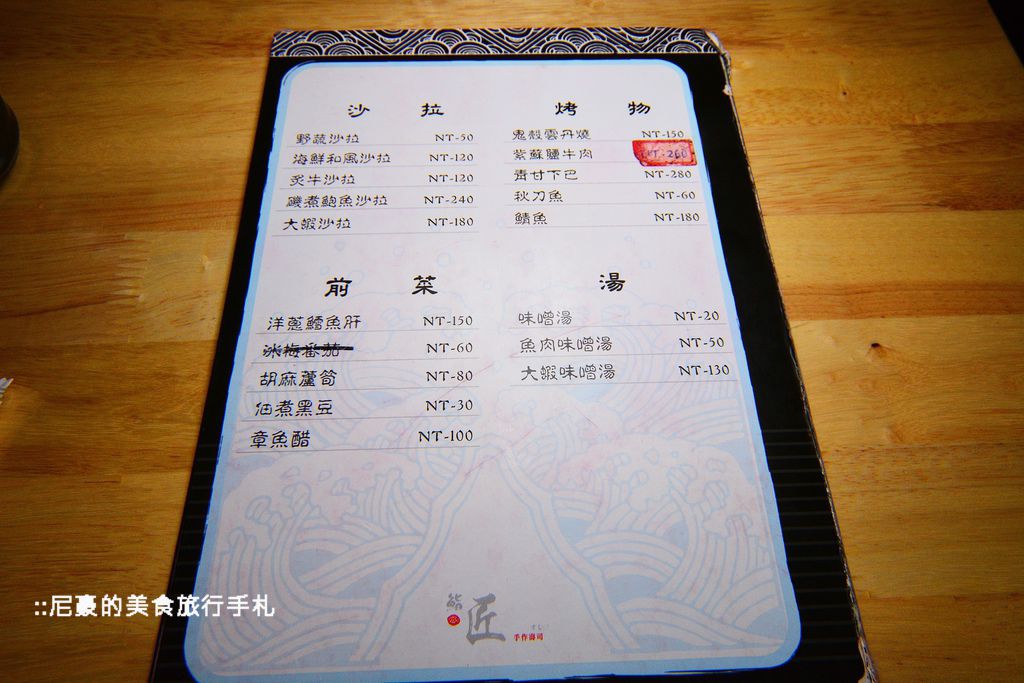 沙拉
野蔬沙拉 NT-50
海鮮和風沙拉 NT-120
炙牛沙拉 NT-120
磯煮鮑魚沙拉 NT-240
大蝦沙拉 NT-180
烤物
鬼殼雲丹燒 NT-150
紫蘇鹽牛肉 NT-260
青甘下巴 NT-280
秋刀魚 NT-60
鯖魚 NT-180
前菜
洋蔥鱈魚肝 NT-150
冰梅番茄 NT-60
胡麻蘆筍 NT-80
佃煮黑豆 NT-30
章魚醋 NT-100
湯
味噌湯 NT-20
魚肉味噌湯 NT-50
大蝦味噌湯 NT-130
鮨
匠
手作壽司
::尼豪的美食旅行手札